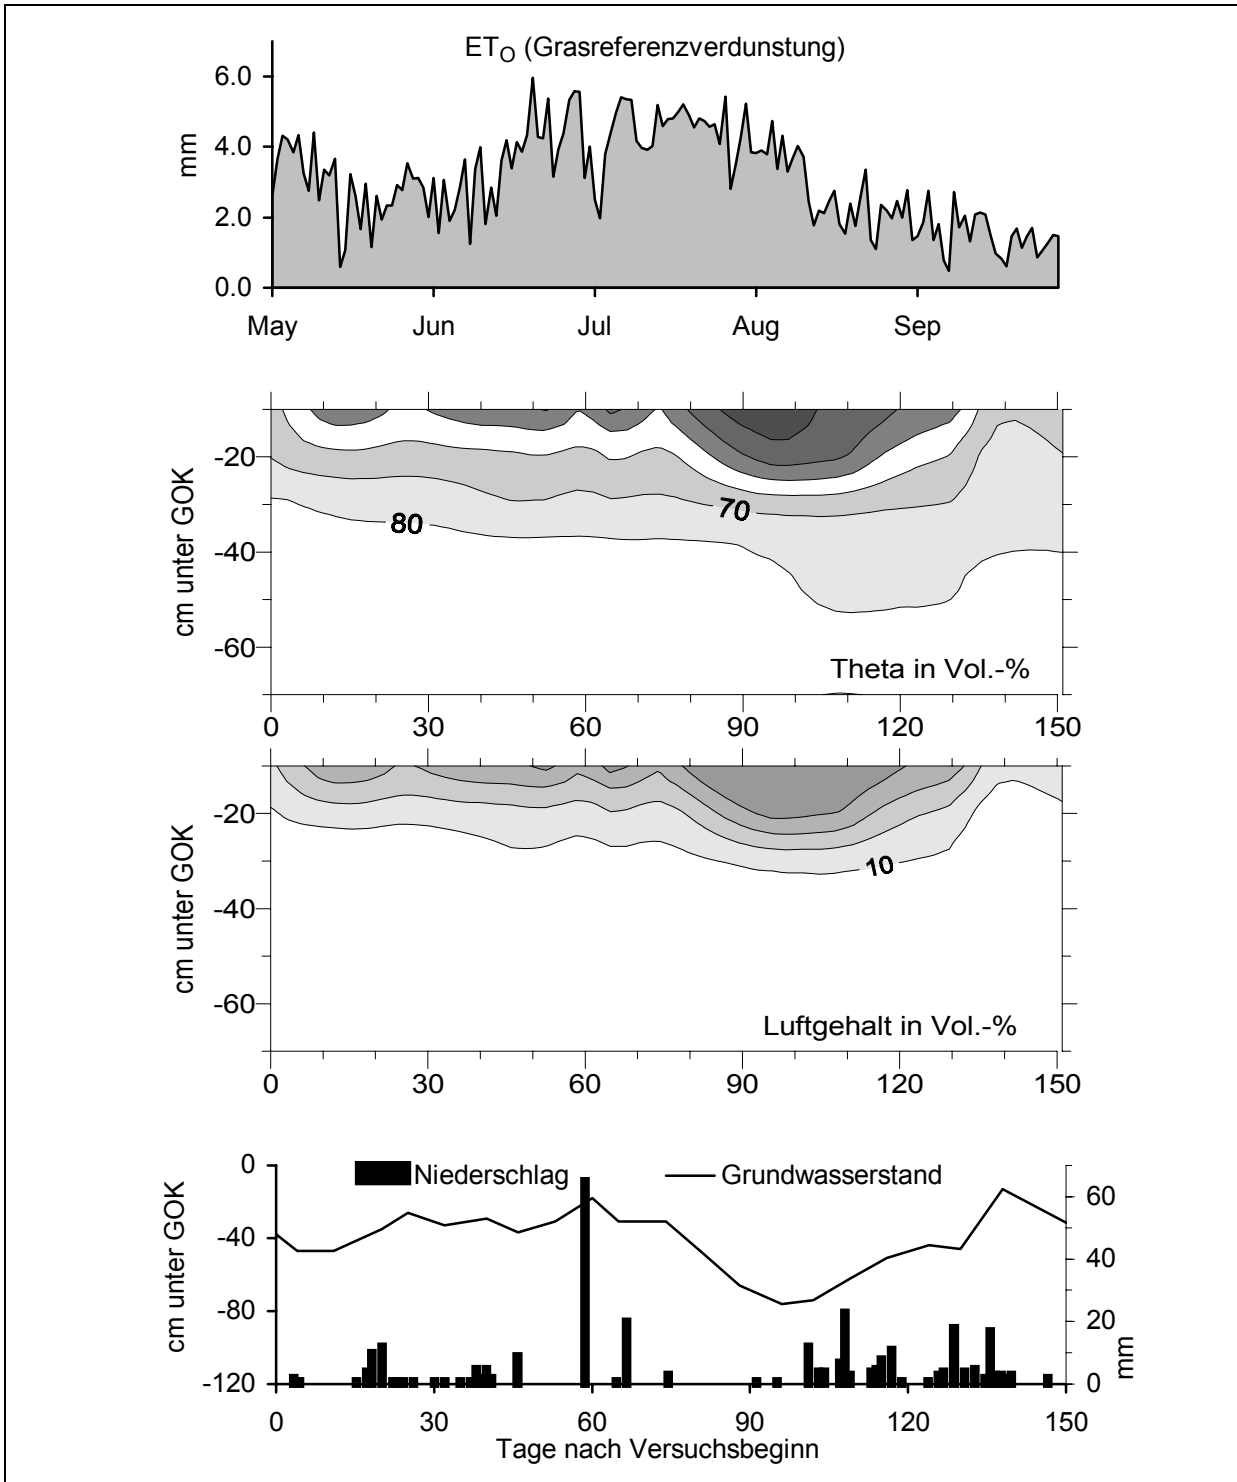 ETO (Grasreferenzverdunstung)
6.0
4.0
2.0
0.0
mm
May Jun Jul Aug Sep
-20
-40
-60
cm unter GOK
80
70
Theta in Vol.-%
0 30 60 90 120 150
-20
-40
-60
cm unter GOK
10
Luftgehalt in Vol.-%
0 30 60 90 120 150
Niederschlag Grundwasserstand
0
-40
-80
-120
cm unter GOK
60
40
20
0
mm
0 30 60 90 120 150
Tage nach Versuchsbeginn